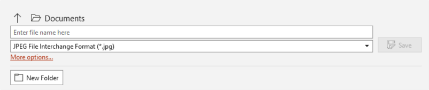 Documents
Enter file name here
JPEG File Interchange Format (*.jpg)
Save
More options...
New Folder